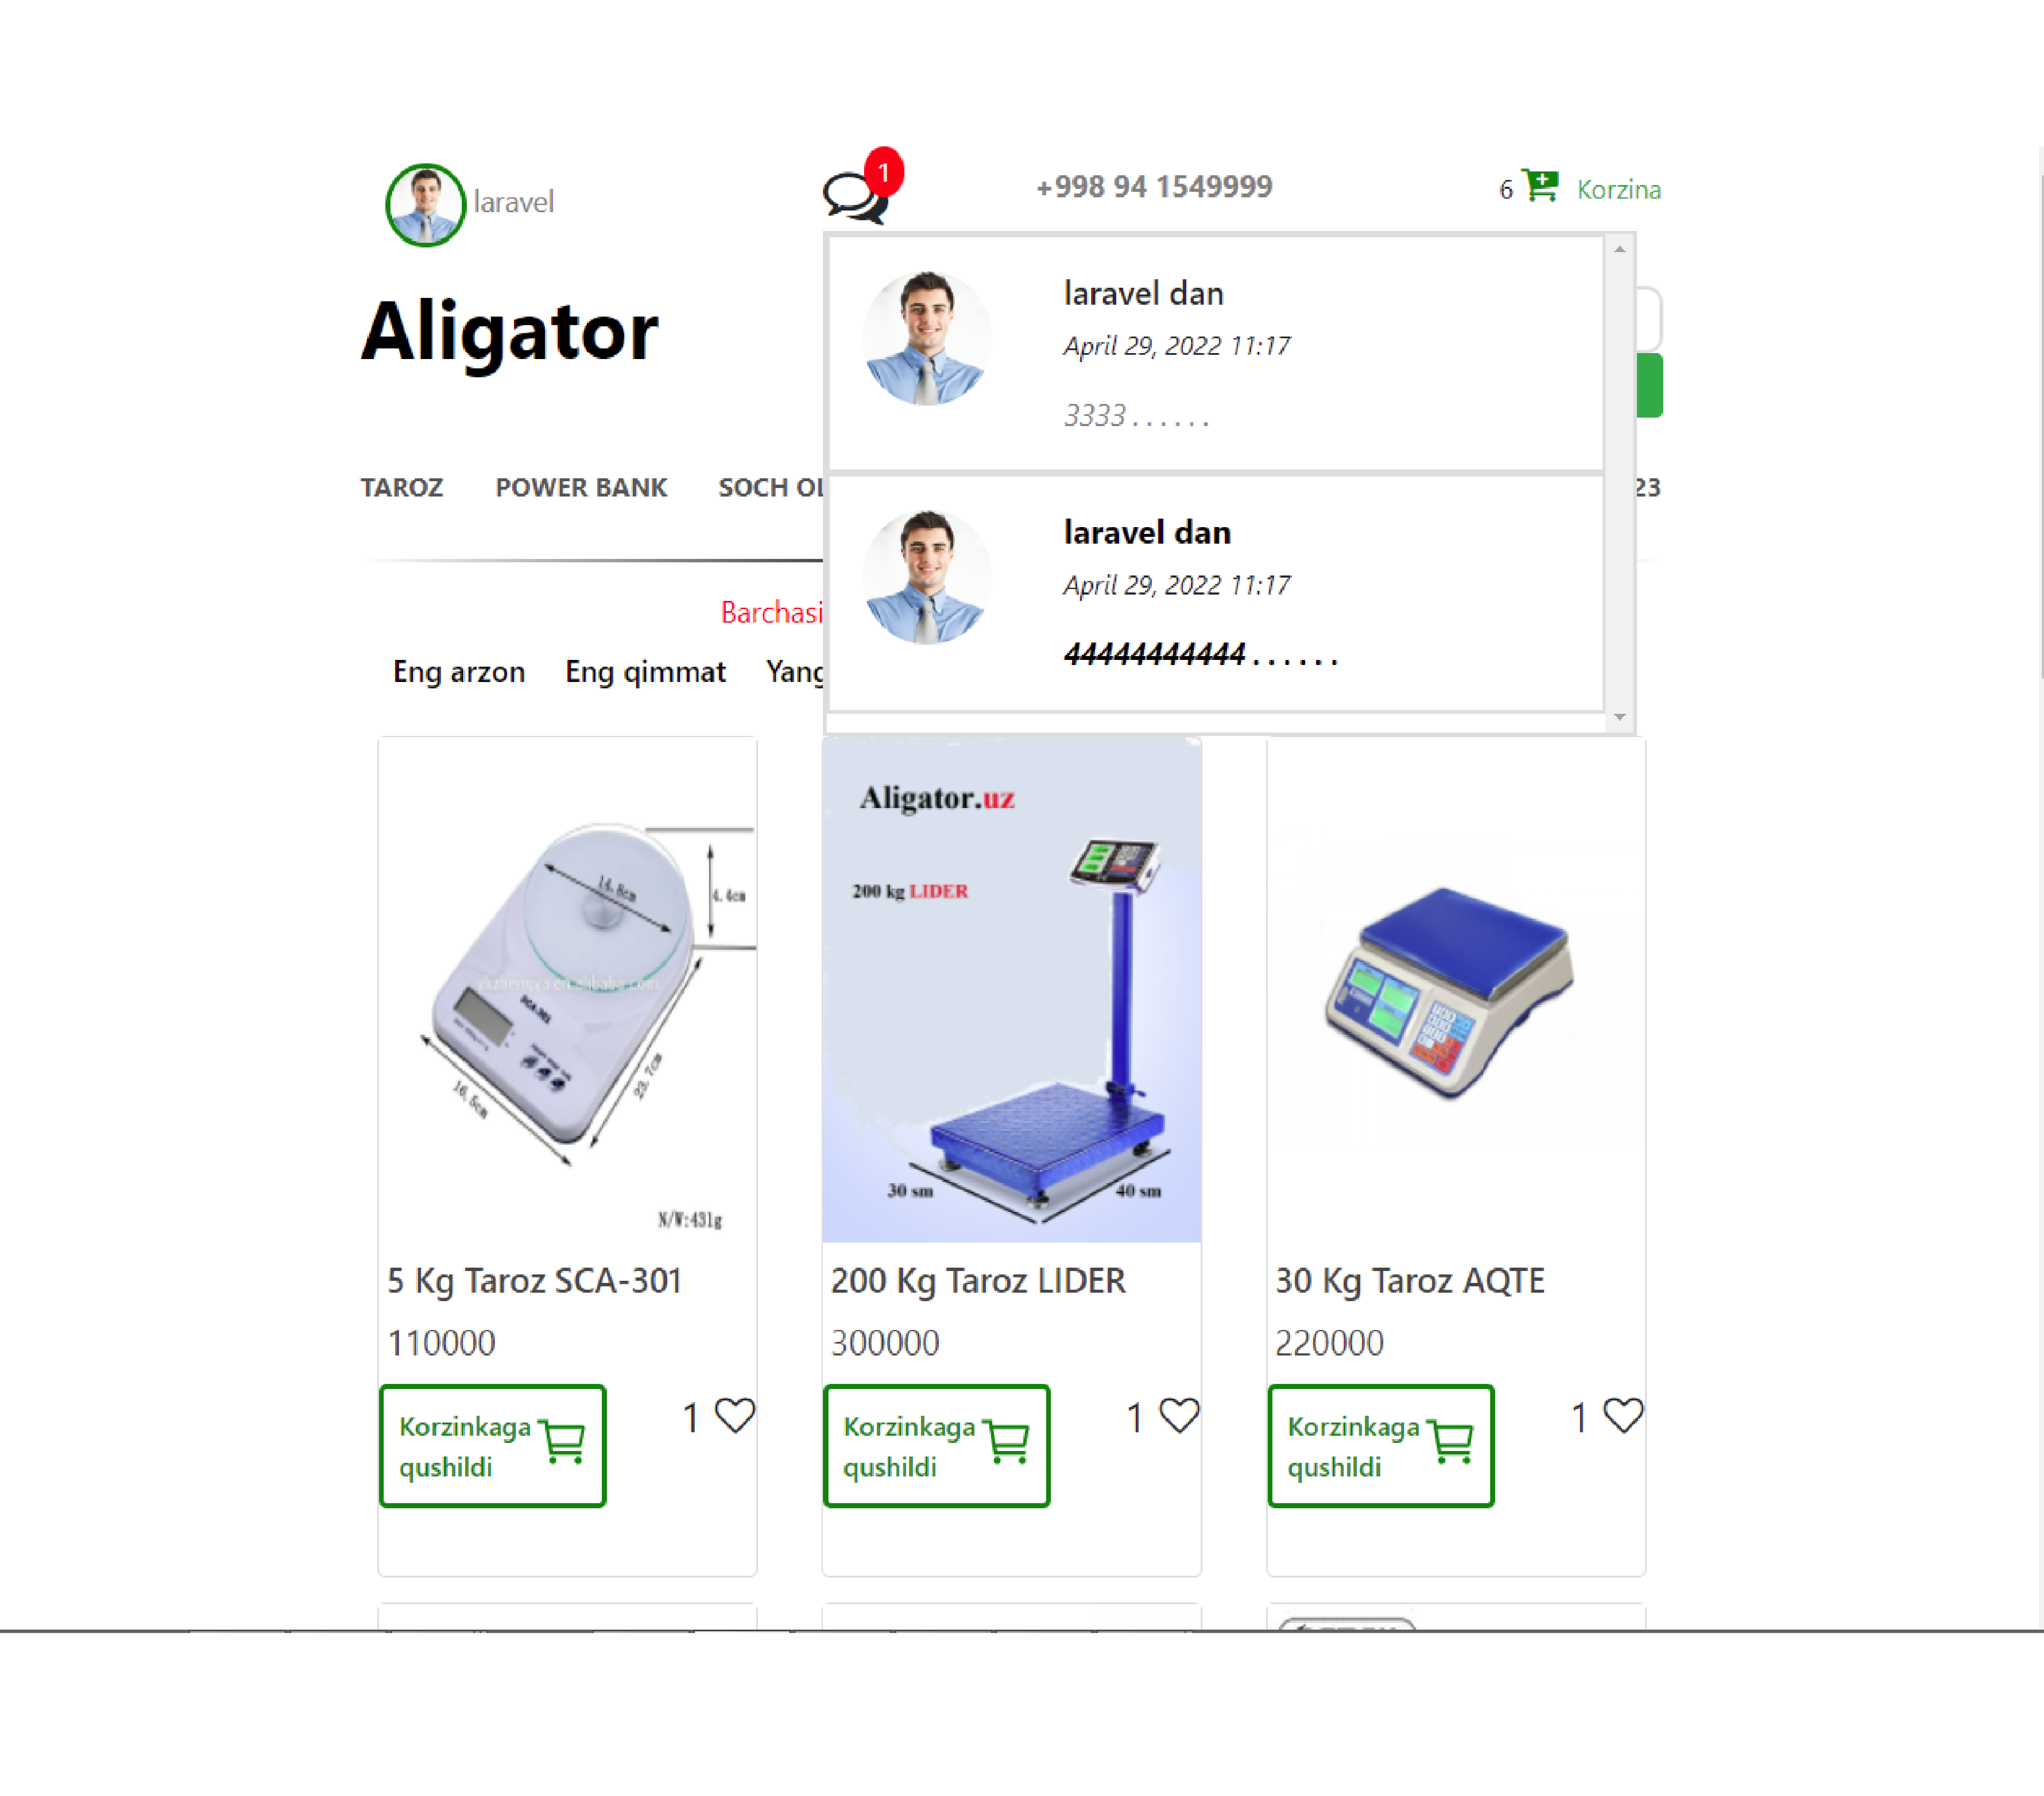 laravel
1
+998 94 1549999
6 Korzina
Aligator
laravel dan
April 29, 2022 11:17
3333 . . . . . .
laravel dan
April 29, 2022 11:17
44444444444 . . . . . .
TAROZ POWER BANK SOCH OL 23
Barchasi
Eng arzon Eng qimmat Yang
14.8cm
4.4cm
SCA-301
16.5cm
23.7cm
N/W:431g
Aligator.uz
200 kg LIDER
30 sm
40 sm
5 Kg Taroz SCA-301
110000
Korzinkaga
qushildi
1
200 Kg Taroz LIDER
300000
Korzinkaga
qushildi
1
30 Kg Taroz AQTE
220000
Korzinkaga
qushildi
1